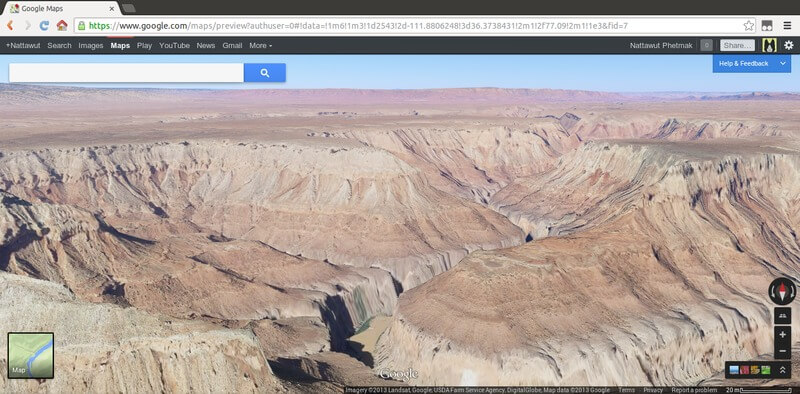 Google Maps
https://www.google.com/maps/preview?authuser=0#!data=!1m6!1m3!1d2543!2d-111.8806248!3d36.3738431!2m1!2f77.09!2m1!1e3&fid=7
+Nattawut Search Images Maps Play YouTube News Gmail More
Nattawut Phetmak 0 Share...
Help & Feedback
Map
Google
Imagery ©2013 Landsat, Google, USDA Farm Service Agency, DigitalGlobe, Map data ©2013 Google Terms Privacy Report a problem 20 m